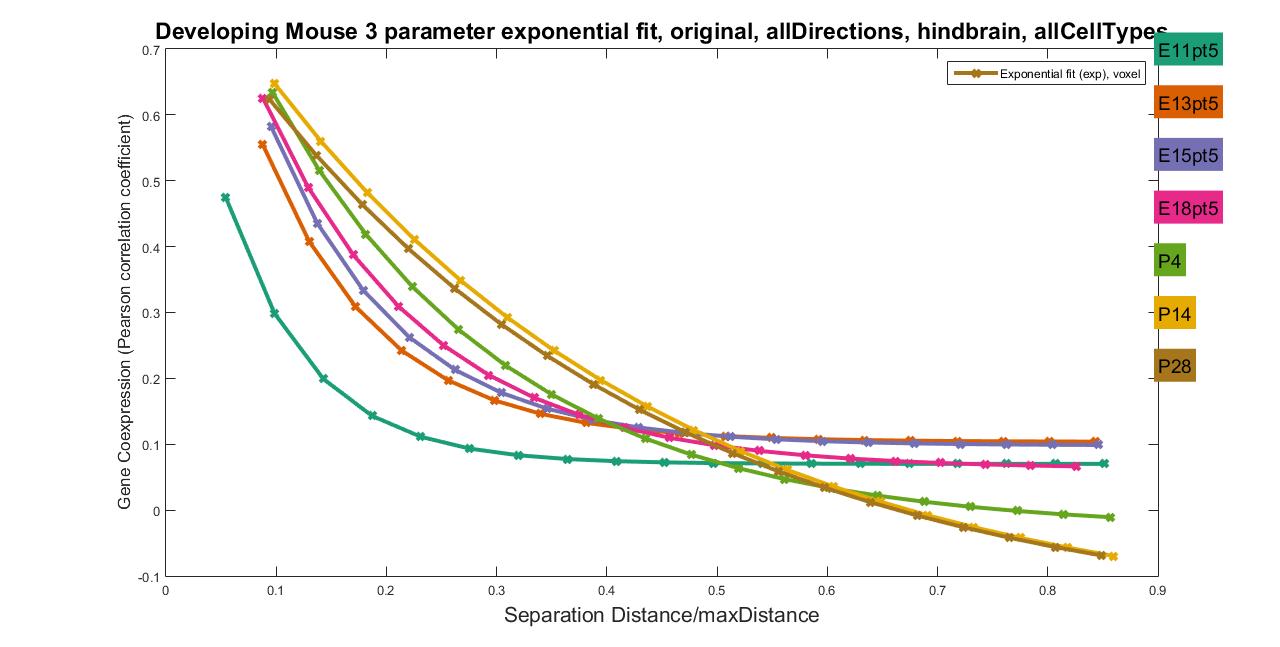 Developing Mouse 3 parameter exponential fit, original, allDirections, hindbrain, allCellTypes
Exponential fit (exp), voxel
E11pt5
E13pt5
E15pt5
E18pt5
P4
P14
P28
Gene Coexpression (Pearson correlation coefficient)
0.7
0.6
0.5
0.4
0.3
0.2
0.1
0
-0.1
0 0.1 0.2 0.3 0.4 0.5 0.6 0.7 0.8 0.9
Separation Distance/maxDistance